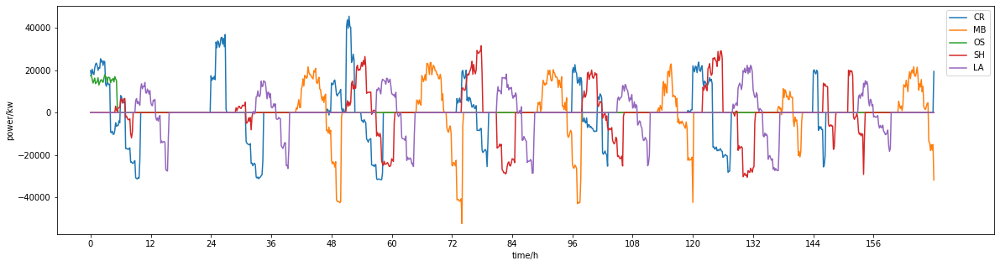 40000
20000
0
−20000
−40000
power/kw
0 12 24 36 48 60 72 84 96 108 120 132 144 156
time/h
CR
MB
OS
SH
LA